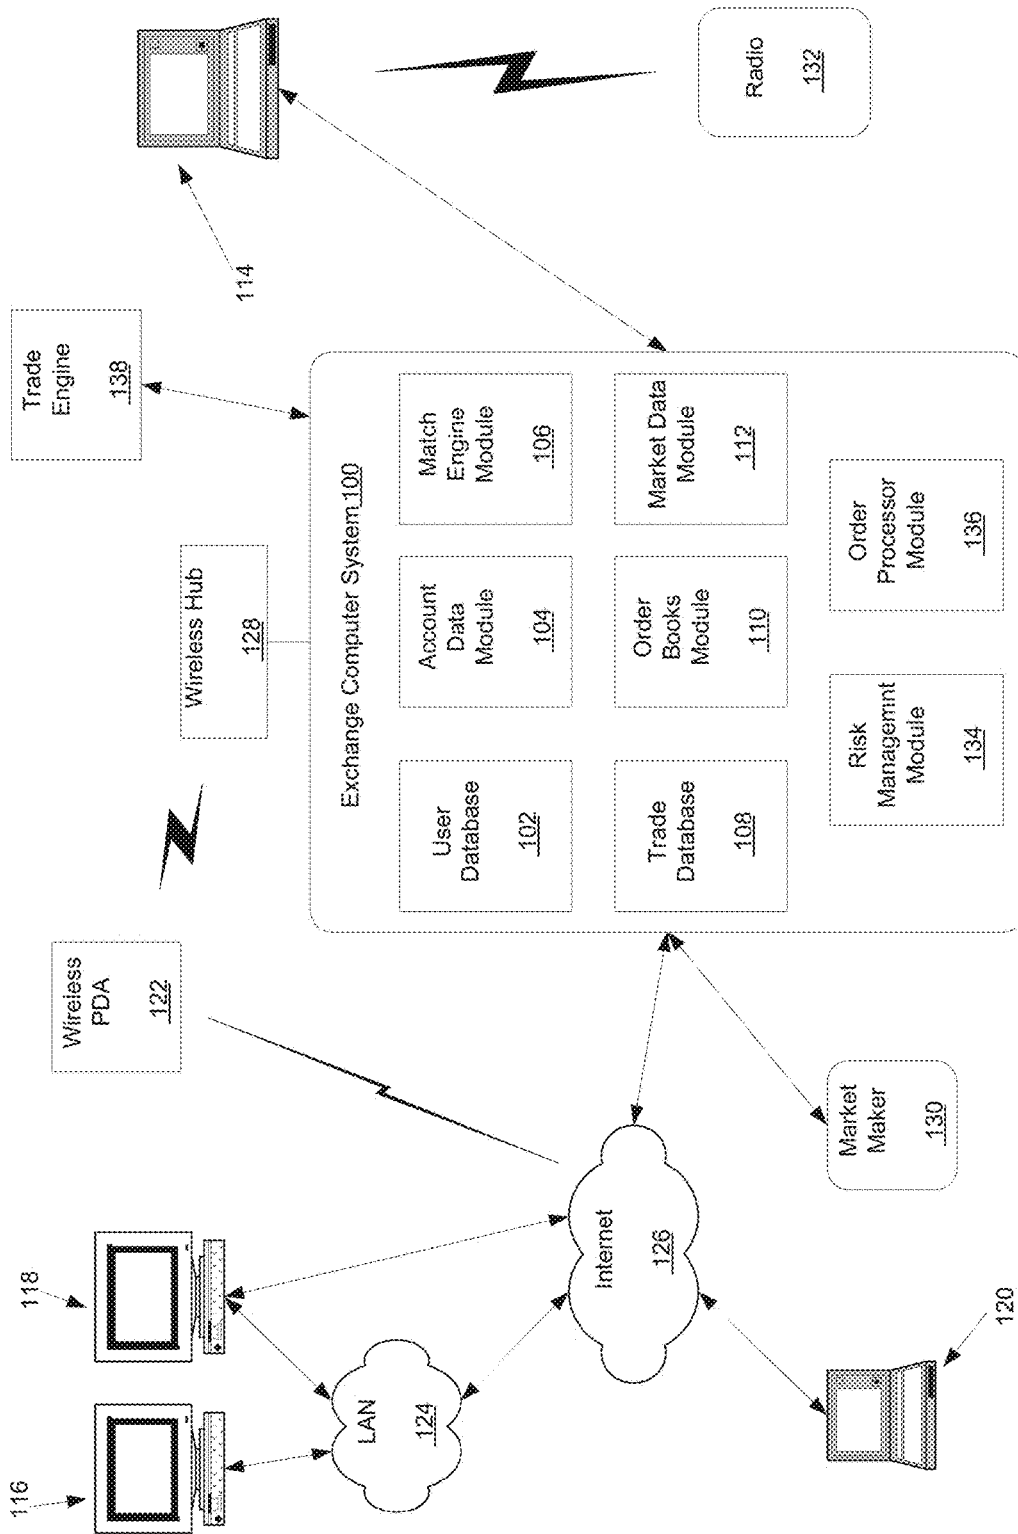 116
118
Wireless
PDA
122
Wireless Hub
128
Trade
Engine
138
114
LAN
124
Internet
126
120
Market
Maker
130
Exchange Computer System 100
User
Database
102
Account
Data
Module
104
Match
Engine
Module
106
Trade
Database
108
Order
Books
Module
110
Market Data
Module
112
Risk
Managemnt
Module
134
Order
Processor
Module
136
Radio
132